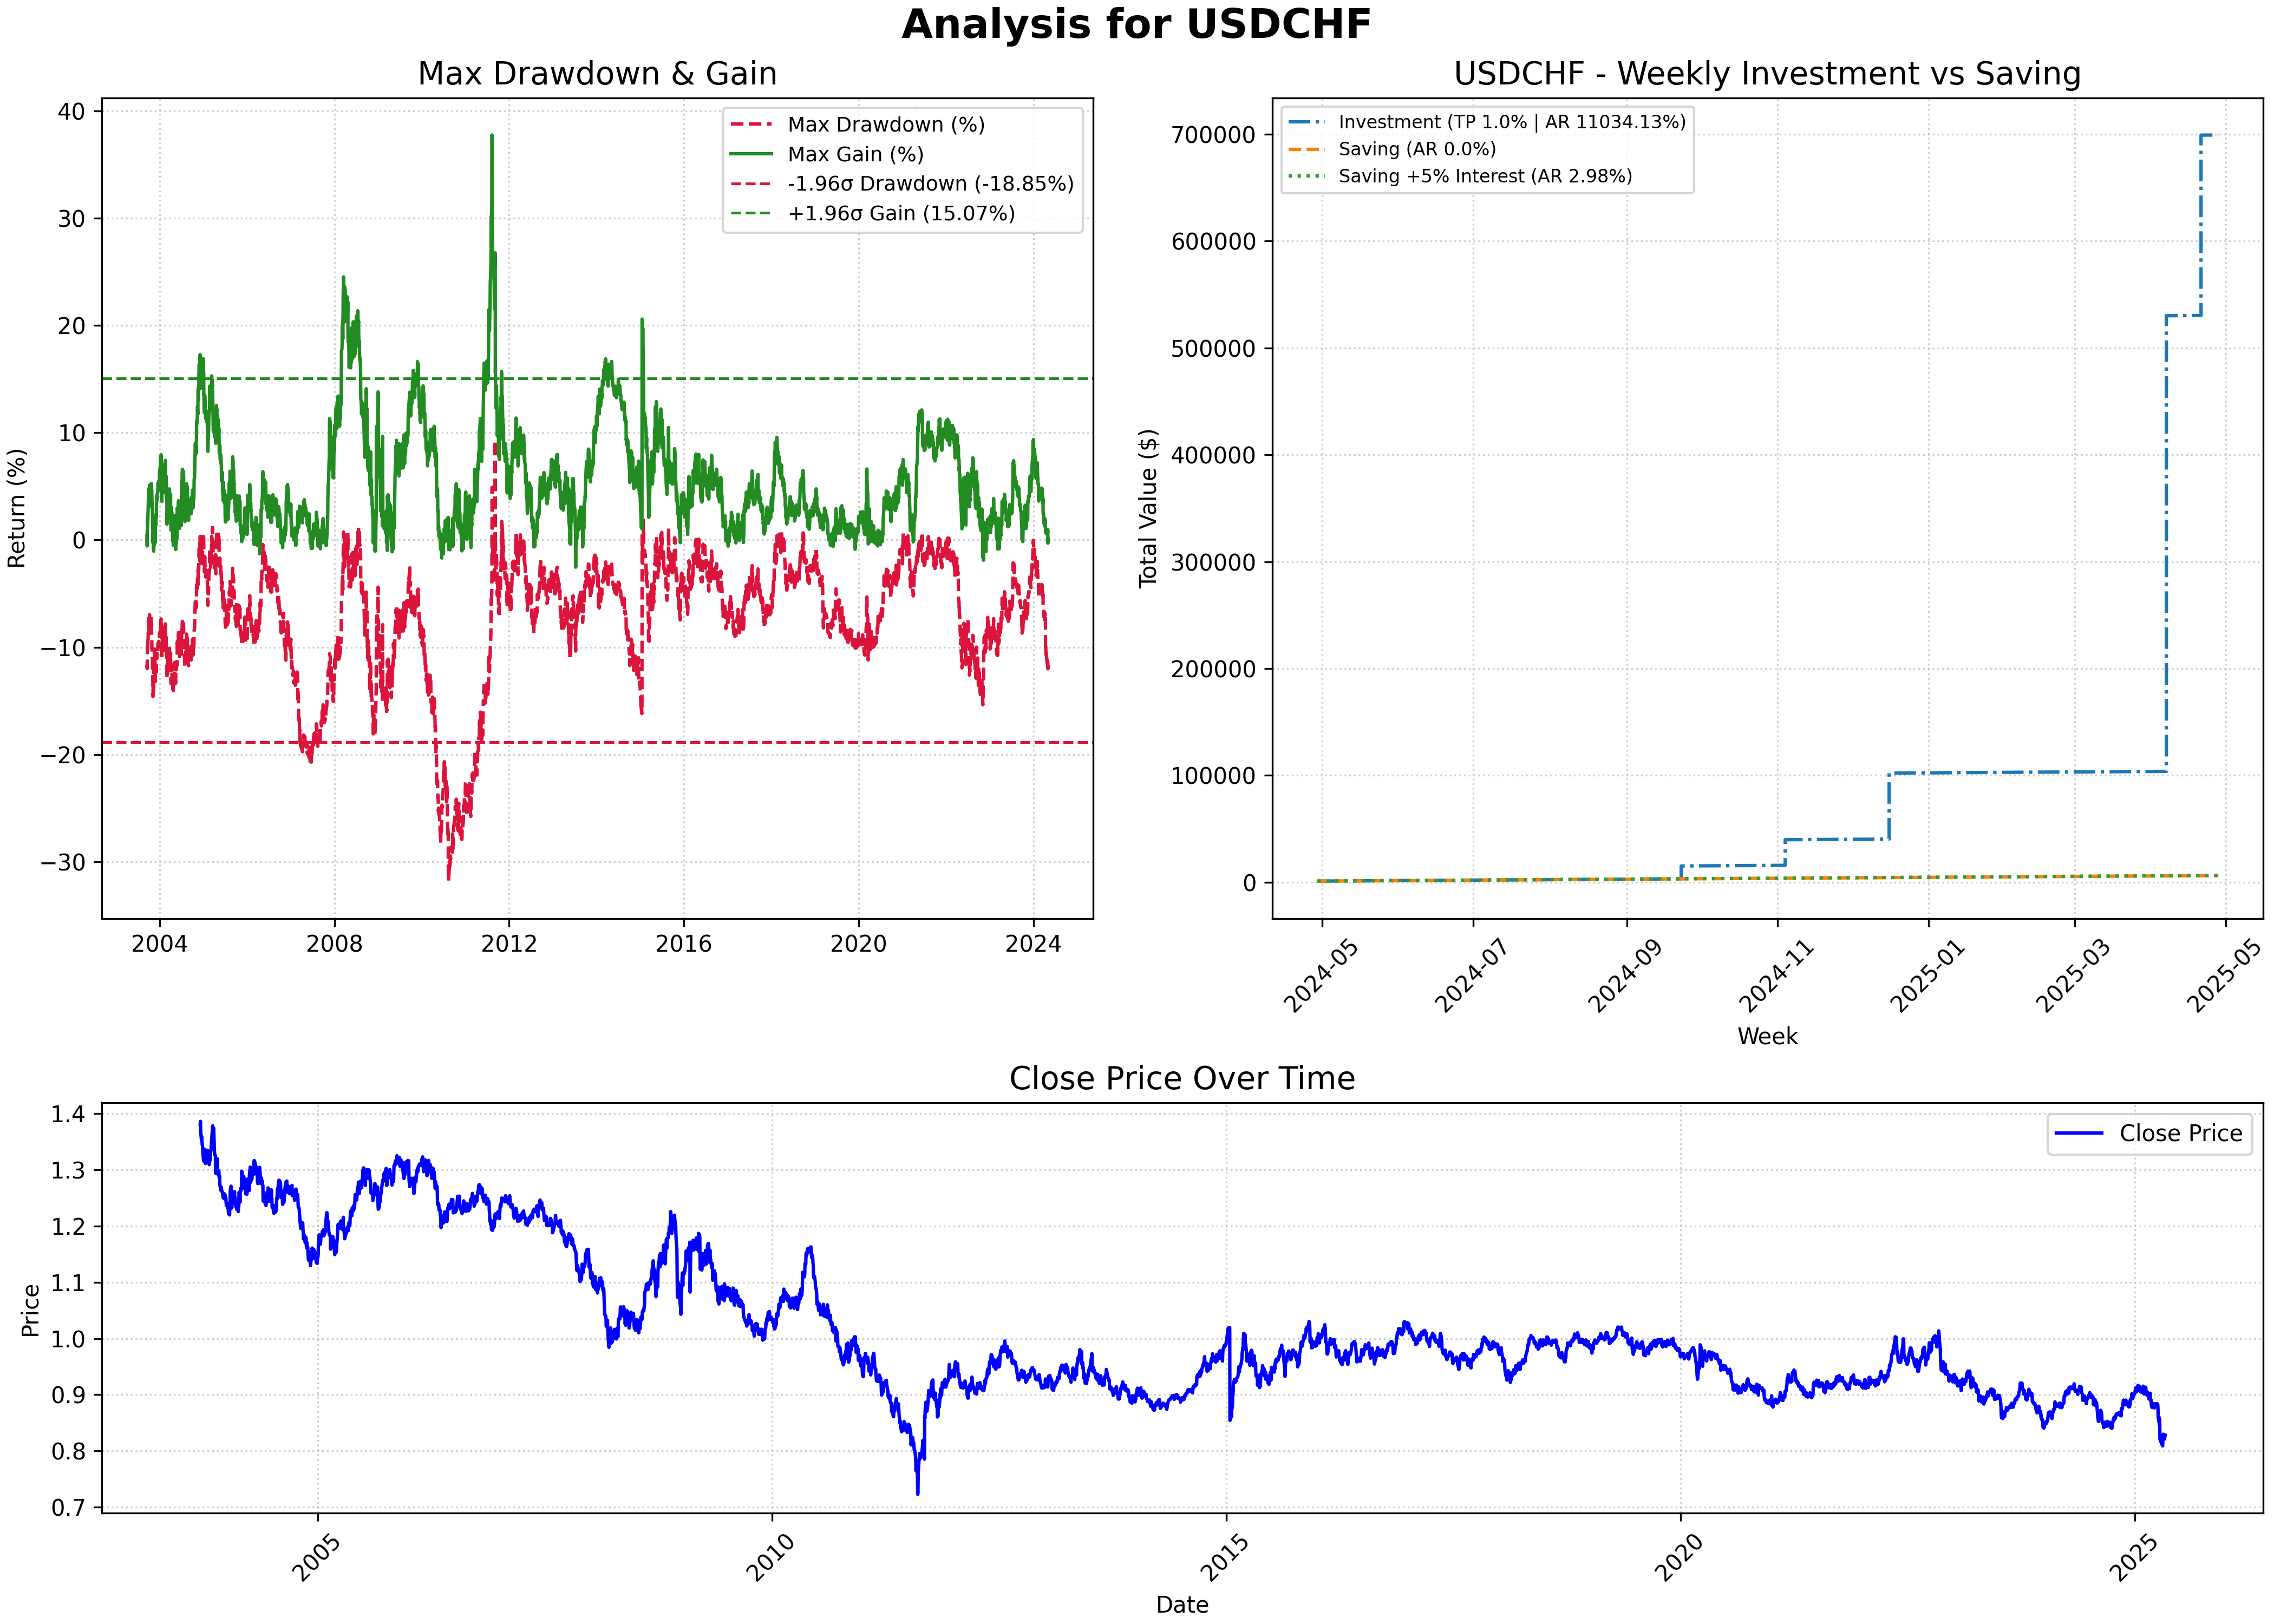 Analysis for USDCHF
Max Drawdown & Gain
Return (%)
40
30
20
10
0
−10
−20
−30
2004
2008
2012
2016
2020
2024
Max Drawdown (%)
Max Gain (%)
-1.96σ Drawdown (-18.85%)
+1.96σ Gain (15.07%)
USDCHF - Weekly Investment vs Saving
Total Value ($)
700000
600000
500000
400000
300000
200000
100000
0
Investment (TP 1.0% | AR 11034.13%)
Saving (AR 0.0%)
Saving +5% Interest (AR 2.98%)
2024-05
2024-07
2024-09
2024-11
2025-01
2025-03
2025-05
Week
Close Price Over Time
Price
1.4
1.3
1.2
1.1
1.0
0.9
0.8
0.7
Close Price
2005
2010
2015
2020
2025
Date